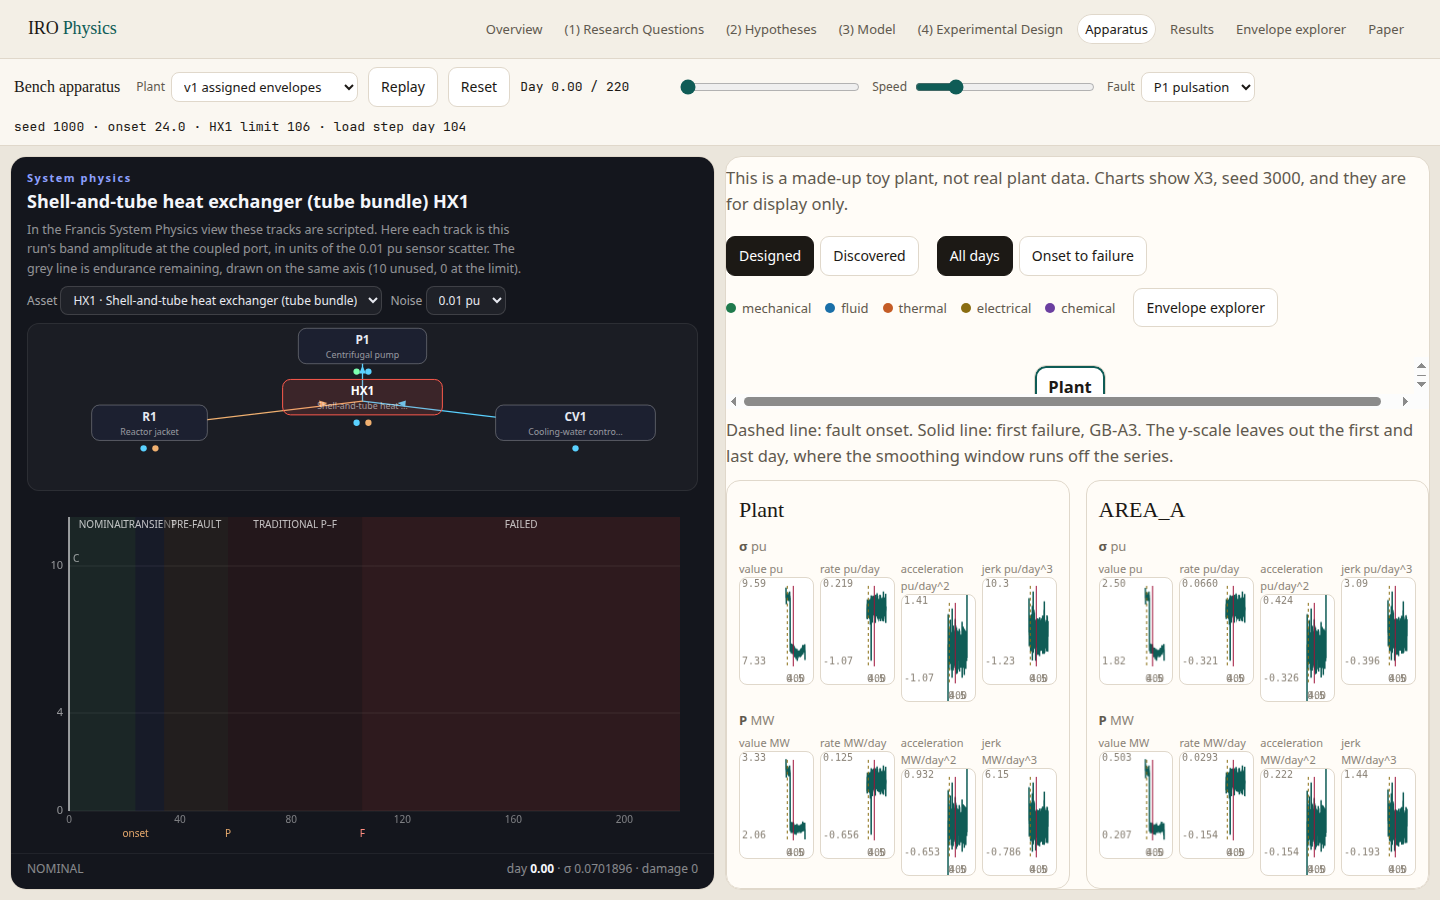 IRO Physics
Overview (1) Research Questions (2) Hypotheses (3) Model (4) Experimental Design Apparatus Results Envelope explorer Paper
Bench apparatus Plant v1 assigned envelopes Replay Reset Day 0.00 / 220 Speed Fault P1 pulsation
seed 1000 · onset 24.0 · HX1 limit 106 · load step day 104
System physics
Shell-and-tube heat exchanger (tube bundle) HX1
In the Francis System Physics view these tracks are scripted. Here each track is this
run's band amplitude at the coupled port, in units of the 0.01 pu sensor scatter. The
grey line is endurance remaining, drawn on the same axis (10 unused, 0 at the limit).
Asset HX1 · Shell-and-tube heat exchanger (tube bundle) Noise 0.01 pu
P1
Centrifugal pump
HX1
Shell-and-tube heat ...
R1
Reactor jacket
CV1
Cooling-water contro...
NOMINAL TRANSIENT PRE-FAULT TRADITIONAL P–F FAILED
C
10
4
0
0 40 80 120 160 200
onset P F
NOMINAL day 0.00 · σ 0.0701896 · damage 0
This is a made-up toy plant, not real plant data. Charts show X3, seed 3000, and they are
for display only.
Designed Discovered All days Onset to failure
mechanical fluid thermal electrical chemical Envelope explorer
Plant
Dashed line: fault onset. Solid line: first failure, GB-A3. The y-scale leaves out the first and
last day, where the smoothing window runs off the series.
Plant
σ pu
value pu rate pu/day acceleration pu/day^2 jerk pu/day^3
9.59 0.219 1.41 10.3
7.33 -1.07 -1.07 -1.23
P MW
value MW rate MW/day acceleration MW/day^2 jerk MW/day^3
3.33 0.125 0.932 6.15
2.06 -0.656 -0.653 -0.786
AREA_A
σ pu
value pu rate pu/day acceleration pu/day^2 jerk pu/day^3
2.50 0.0660 0.424 3.09
1.82 -0.321 -0.326 -0.396
P MW
value MW rate MW/day acceleration MW/day^2 jerk MW/day^3
0.503 0.0293 0.222 1.44
0.207 -0.154 -0.154 -0.193